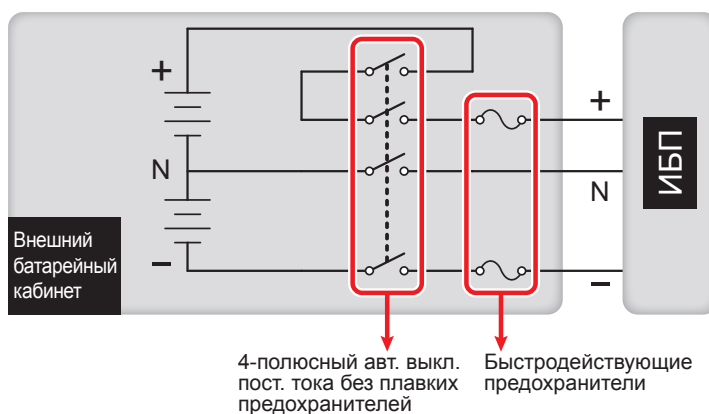 +
+
N
N
ИБП
Внешний
батарейный
кабинет
−
−
4-полюсный авт. выкл.
пост. тока без плавких
предохранителей
Быстродействующие
предохранители